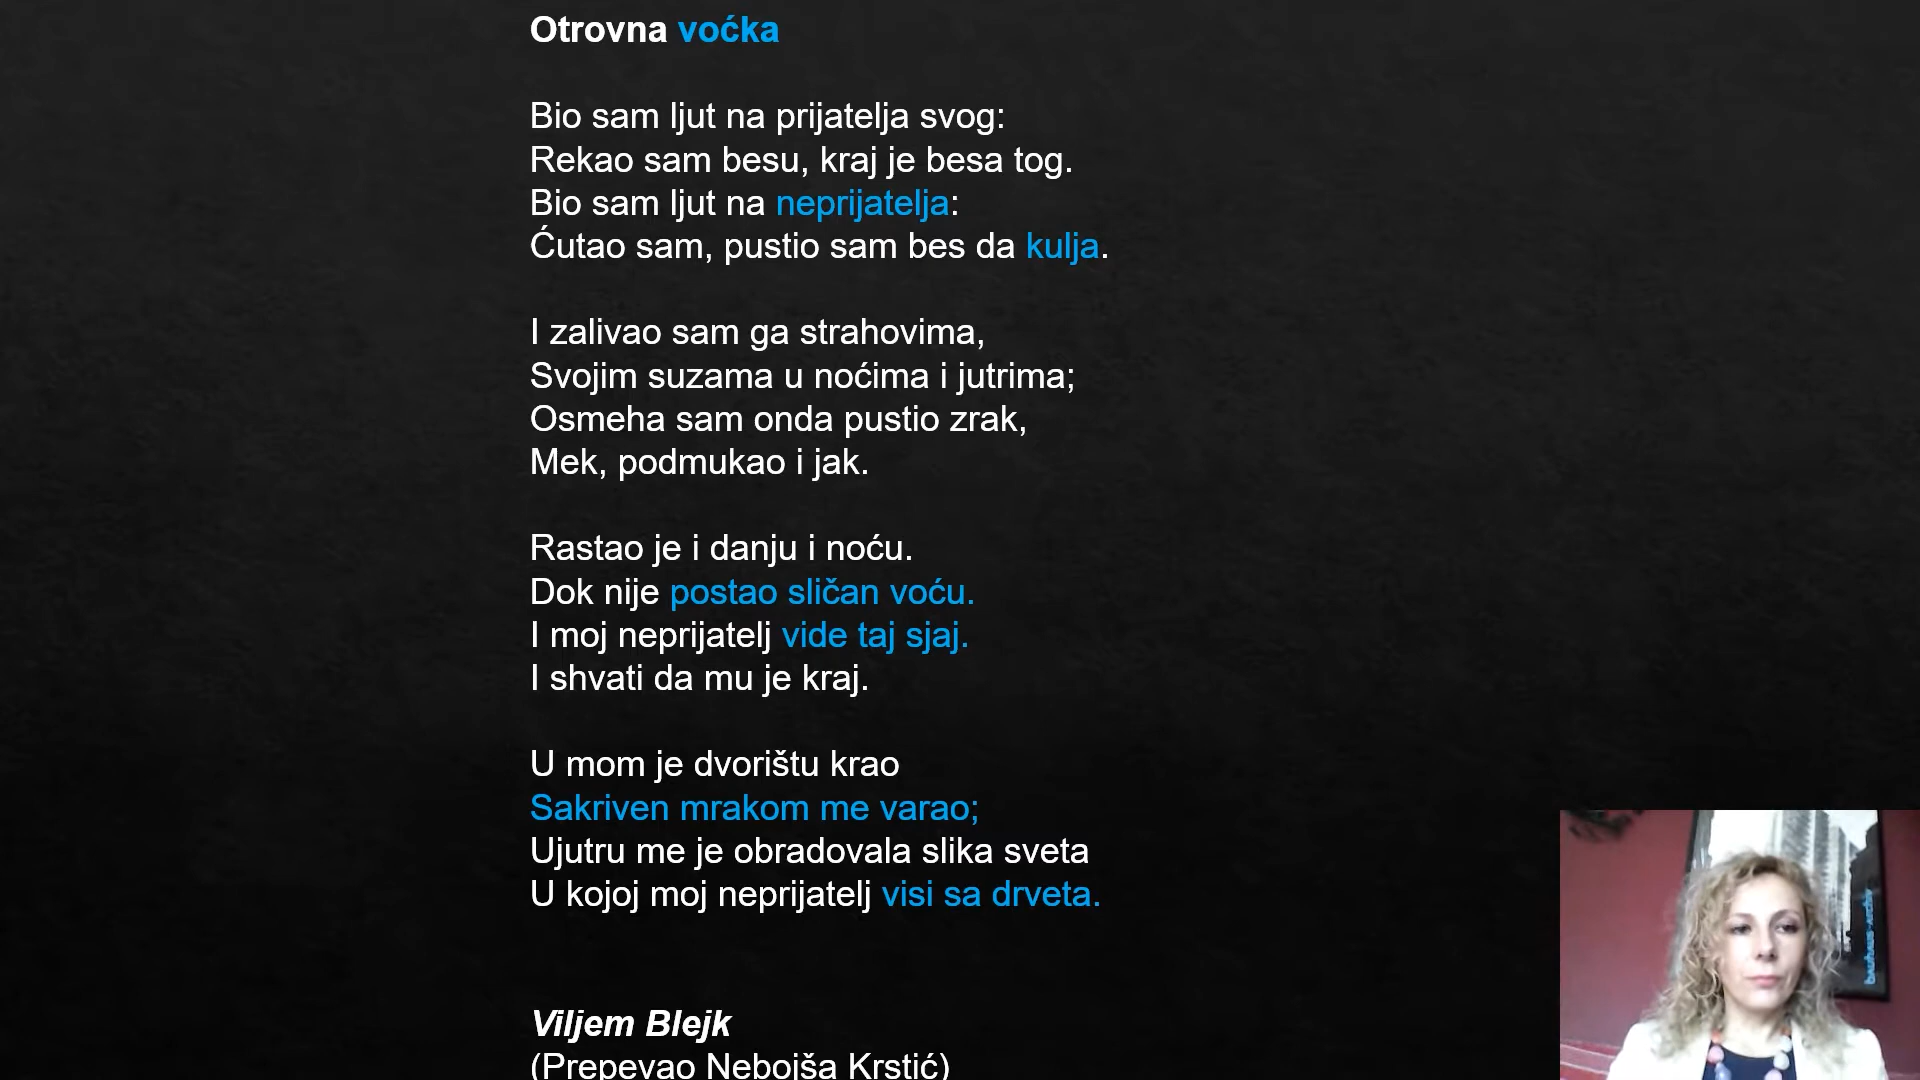 Otrovna voćka
Bio sam ljut na prijatelja svog:
Rekao sam besu, kraj je besa tog.
Bio sam ljut na neprijatelja:
Ćutao sam, pustio sam bes da kulja.
I zalivao sam ga strahovima,
Svojim suzama u noćima i jutrima;
Osmeha sam onda pustio zrak,
Mek, podmukao i jak.
Rastao je i danju i noću.
Dok nije postao sličan voću.
I moj neprijatelj vide taj sjaj.
I shvati da mu je kraj.
U mom je dvorištu krao
Sakriven mrakom me varao;
Ujutru me je obradovala slika sveta
U kojoj moj neprijatelj visi sa drveta.
Viljem Blejk
(Prepevao Nebojša Krstić)
bauhaus-archiv